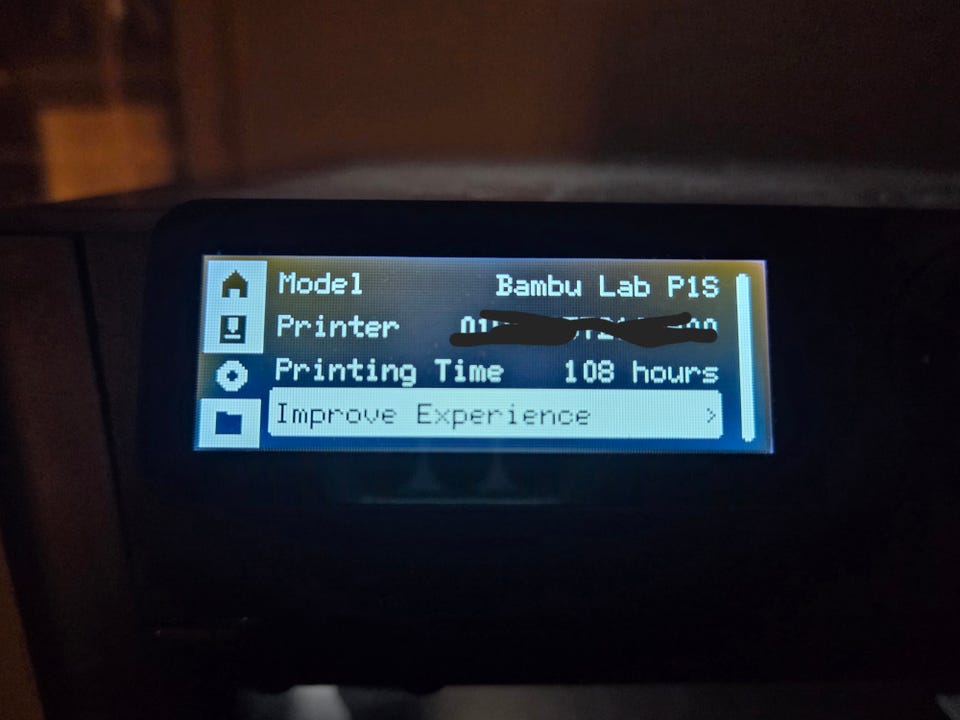 Model Bambu Lab P1S
Printer
Printing Time 108 hours
Improve Experience >